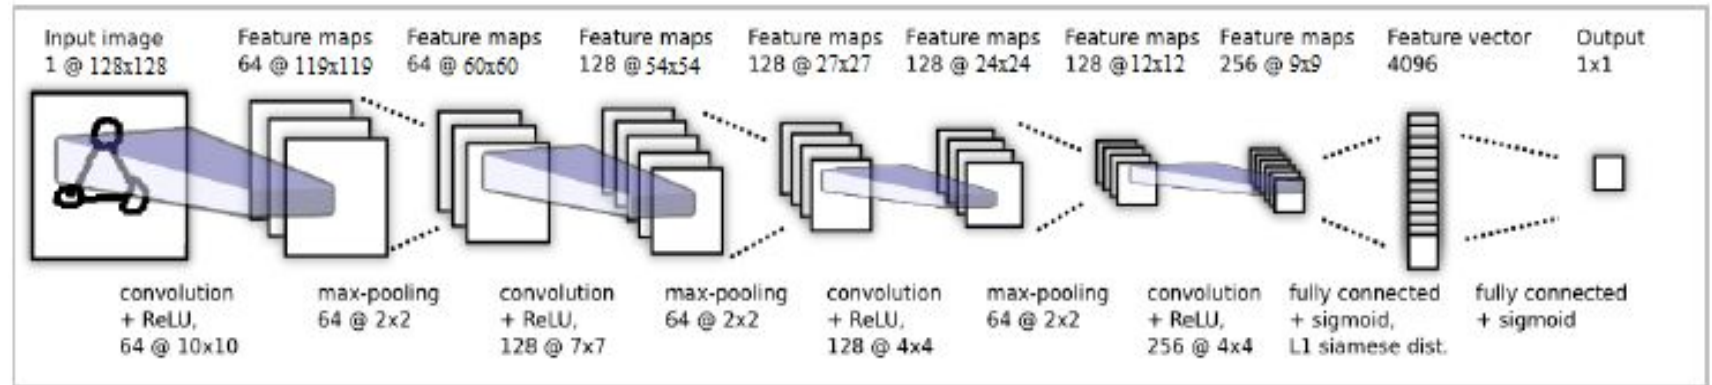 Input image
1 @ 128x128
Feature maps
64 @ 119x119
Feature maps
64 @ 60x60
Feature maps
128 @ 54x54
Feature maps
128 @ 27x27
Feature maps
128 @ 24x24
Feature maps
128 @12x12
Feature maps
256 @ 9x9
Feature vector
4096
Output
1x1
convolution
+ ReLU,
64 @ 10x10
max-pooling
64 @ 2x2
convolution
+ ReLU,
128 @ 7x7
max-pooling
64 @ 2x2
convolution
+ ReLU,
128 @ 4x4
max-pooling
64 @ 2x2
convolution
+ ReLU,
256 @ 4x4
fully connected
+ sigmoid,
L1 siamese dist.
fully connected
+ sigmoid